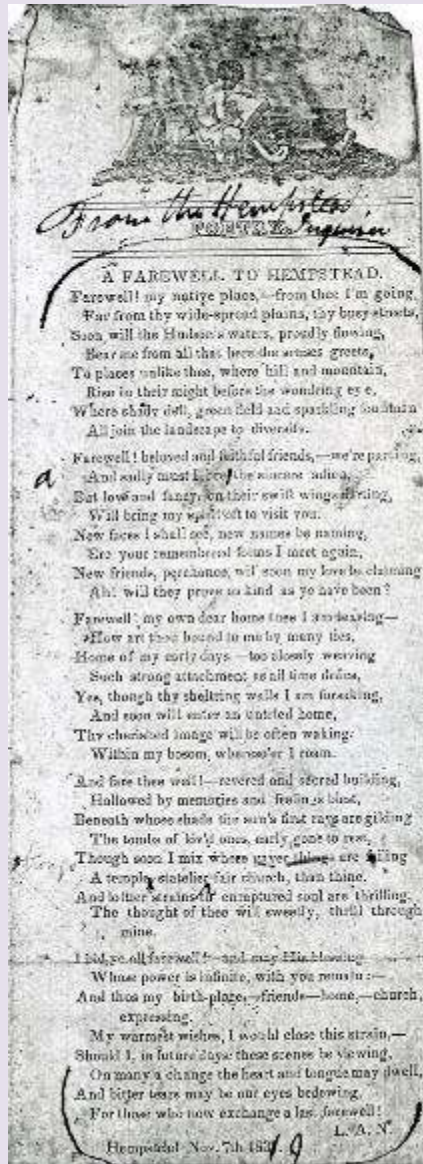 From the Hempstead
POETRY. Inquirer
A FAREWELL TO HEMPSTEAD.
Farewell! my native place,—from thee I'm going,
Far from thy wide-spread plains, thy busy streets,
Soon will the Hudson's waters, proudly flowing,
Bear me from all that here the senses greets,
To places unlike thee, where hill and mountain,
Rise in their might before the wondring eye,
Where shady dell, green field and sparkling fountain
All join the landscape to diversify.
Farewell! beloved and faithful friends,—we're parting,
a
And sadly must I the sincere adieu,
But love and fancy, on their swift wings
Will bring my spirit oft to visit you.
New faces I shall see, new names be naming,
Ere your remembered forms I meet again,
New friends, perchance, will soon my love be claiming
Ah! will they prove as kind as ye have been?
Farewell! my own dear home thee I am leaving—
How art thou bound to me by many ties,
Home of my early days—too closely weaving
Such strong attachment as all time defies,
Yes, though thy sheltring walls I am forsaking,
And soon will enter an untried home,
Thy cherished image will be often waking
Within my bosom, wheresoe'er I roam.
And fare thee well!—revered and sacred building,
Hallowed by memories and feelings blest,
Beneath whose shade the sun's first rays are gilding
The tombs of lov'd ones, early gone to rest,
Though soon I mix where things are
A temple, statelier fair church, than thine.
And loftier strains enraptured soul are thrilling,
The thought of thee will sweetly, thrill through
mine.
I bid ye all farewell!—and may His blessing
Whose power is infinite, with you remain:—
And thus my birth-place,—friends—home,—church,
expressing.
My warmest wishes, I would close this strain,—
Should I, in future days these scenes be viewing,
On many a change the heart and tongue may dwell,
And bitter tears may be our eyes bedewing,
For those who now exchange a last farewell!
L. A. N.
Hempstead Nov. 7th